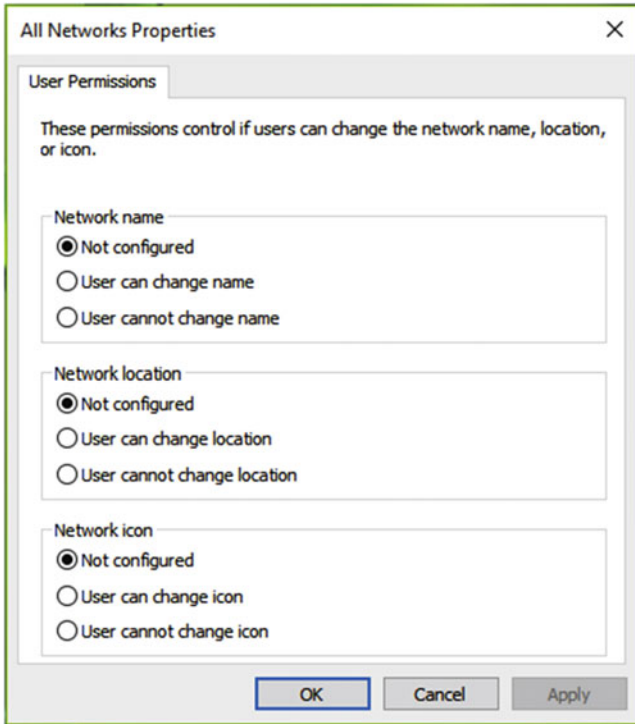 All Networks Properties
User Permissions
These permissions control if users can change the network name, location,
or icon.
Network name
Not configured
User can change name
User cannot change name
Network location
Not configured
User can change location
User cannot change location
Network icon
Not configured
User can change icon
User cannot change icon
OK Cancel Apply